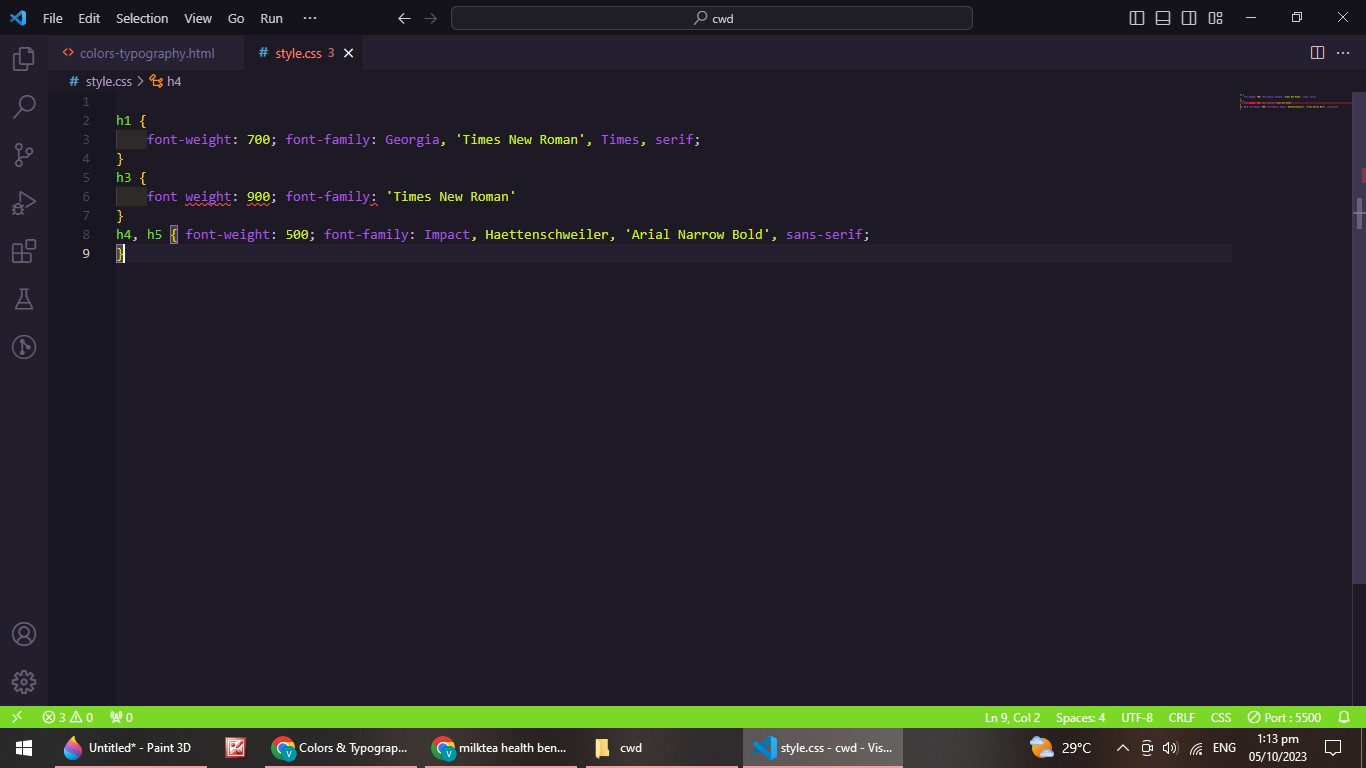 File Edit Selection View Go Run ··· ← → cwd
colors-typography.html # style.css 3
# style.css > h4
1
2 h1 {
3 font-weight: 700; font-family: Georgia, 'Times New Roman', Times, serif;
4 }
5 h3 {
6 font weight: 900; font-family: 'Times New Roman'
7 }
8 h4, h5 { font-weight: 500; font-family: Impact, Haettenschweiler, 'Arial Narrow Bold', sans-serif;
9 }
3 0 0 Ln 9, Col 2 Spaces: 4 UTF-8 CRLF CSS Port : 5500
Untitled* - Paint 3D Colors & Typograp... milktea health ben... cwd style.css - cwd - Vis... 29°C ENG 1:13 pm
05/10/2023